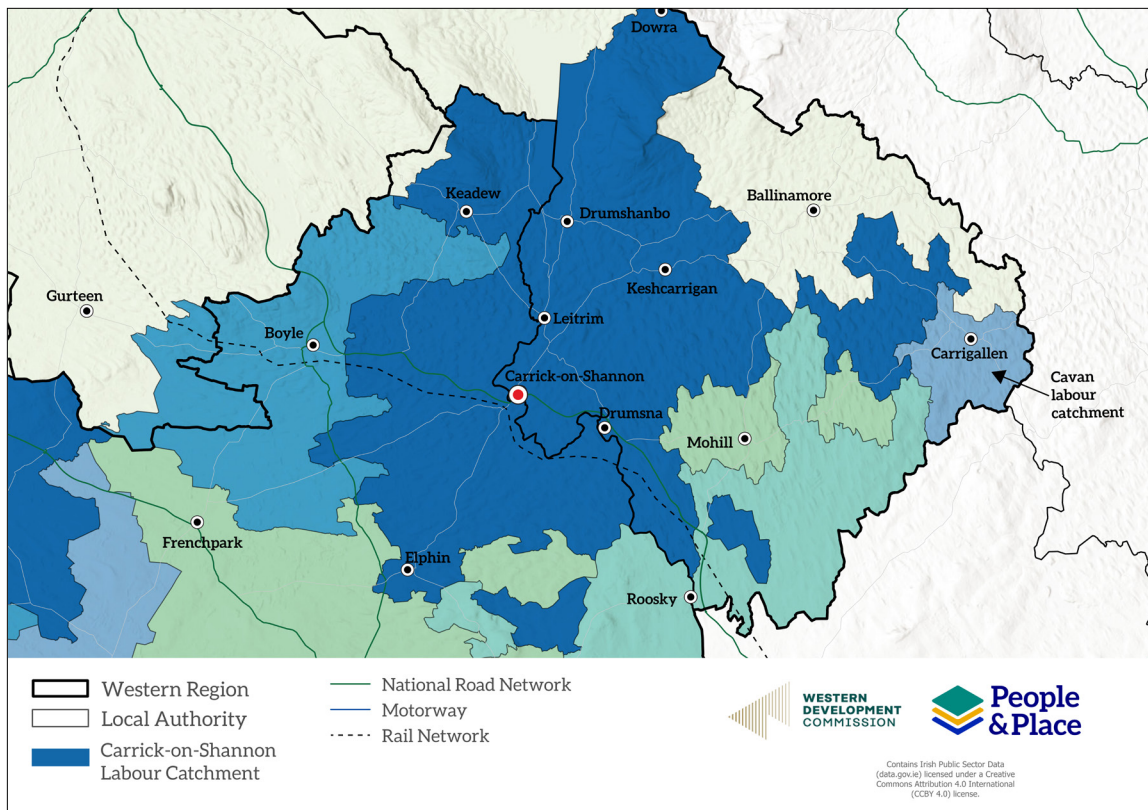 Dowra
Keadew
Drumshanbo
Ballinamore
Keshcarrigan
Gurteen
Leitrim
Boyle
Carrigallen
Carrick-on-Shannon
Cavan
labour
catchment
Drumsna
Mohill
Frenchpark
Elphin
Roosky
Western Region
Local Authority
Carrick-on-Shannon
Labour Catchment
National Road Network
Motorway
Rail Network
WESTERN
DEVELOPMENT
COMMISSION
People
&Place
Contains Irish Public Sector Data
(data.gov.ie) licensed under a Creative
Commons Attribution 4.0 International
(CCBY 4.0) license.